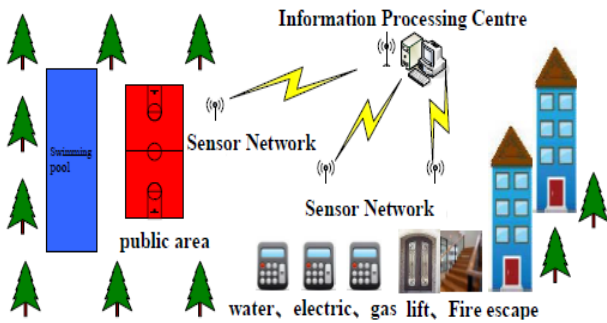 Information Processing Centre
Swimming
pool
Sensor Network
Sensor Network
public area
water、electric、gas
lift、Fire escape